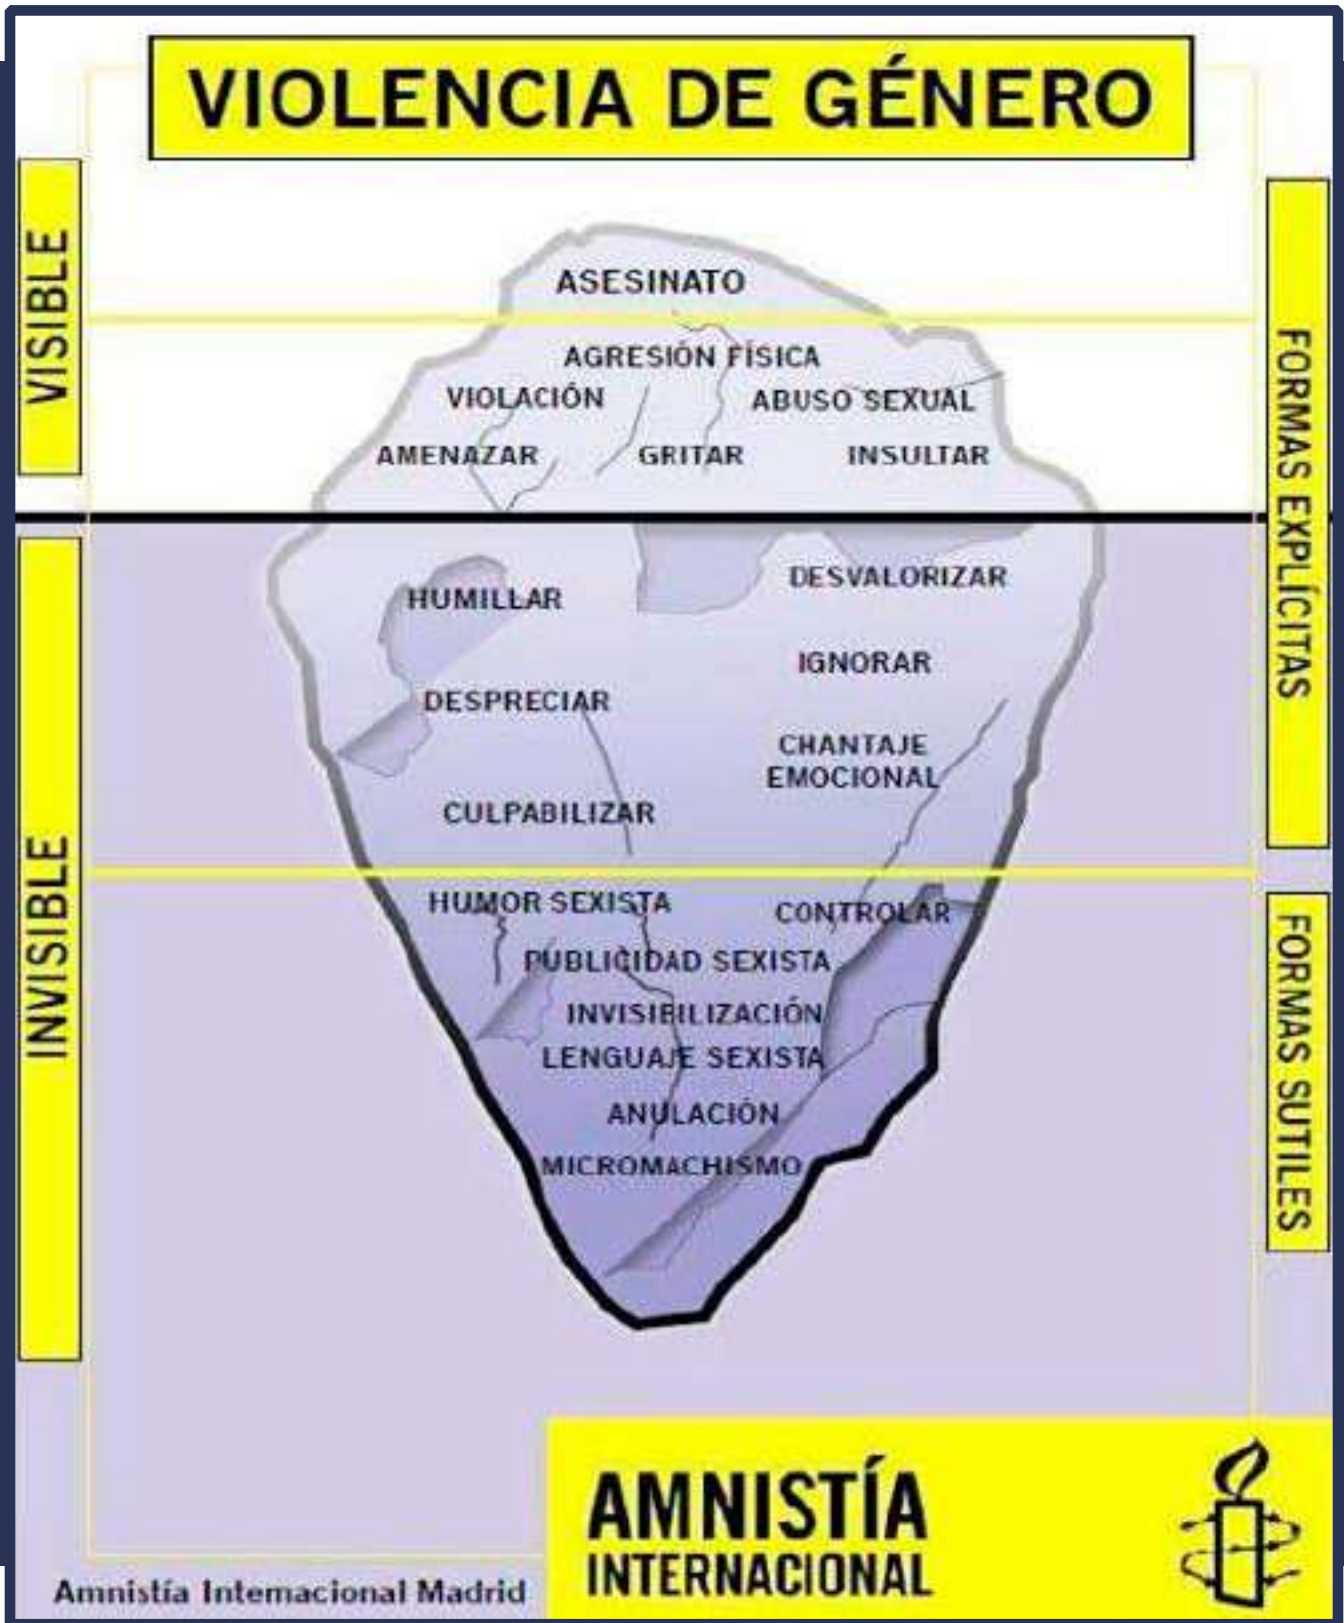 VIOLENCIA DE GÉNERO
VISIBLE
FORMAS EXPLÍCITAS
ASESINATO
AGRESIÓN FÍSICA
VIOLACIÓN ABUSO SEXUAL
AMENAZAR GRITAR INSULTAR
INVISIBLE
DESVALORIZAR
HUMILLAR
IGNORAR
DESPRECIAR
CHANTAJE
EMOCIONAL
CULPABILIZAR
FORMAS SUTILES
HUMOR SEXISTA CONTROLAR
PUBLICIDAD SEXISTA
INVISIBILIZACIÓN
LENGUAJE SEXISTA
ANULACIÓN
MICROMACHISMO
AMNISTÍA
INTERNACIONAL
Amnistía Internacional Madrid